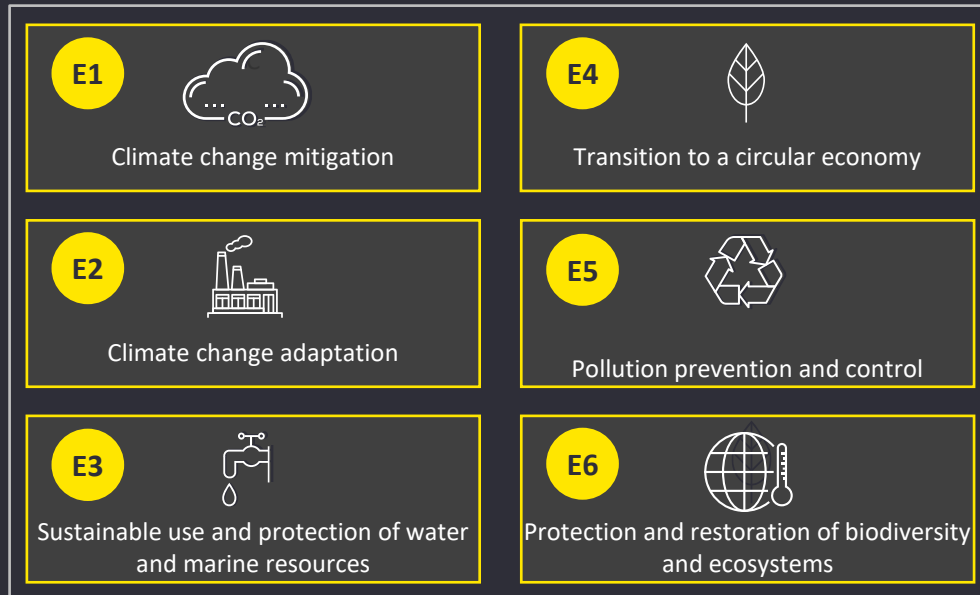 E1
CO₂
Climate change mitigation
E2
Climate change adaptation
E3
Sustainable use and protection of water
and marine resources
E4
Transition to a circular economy
E5
Pollution prevention and control
E6
Protection and restoration of biodiversity
and ecosystems